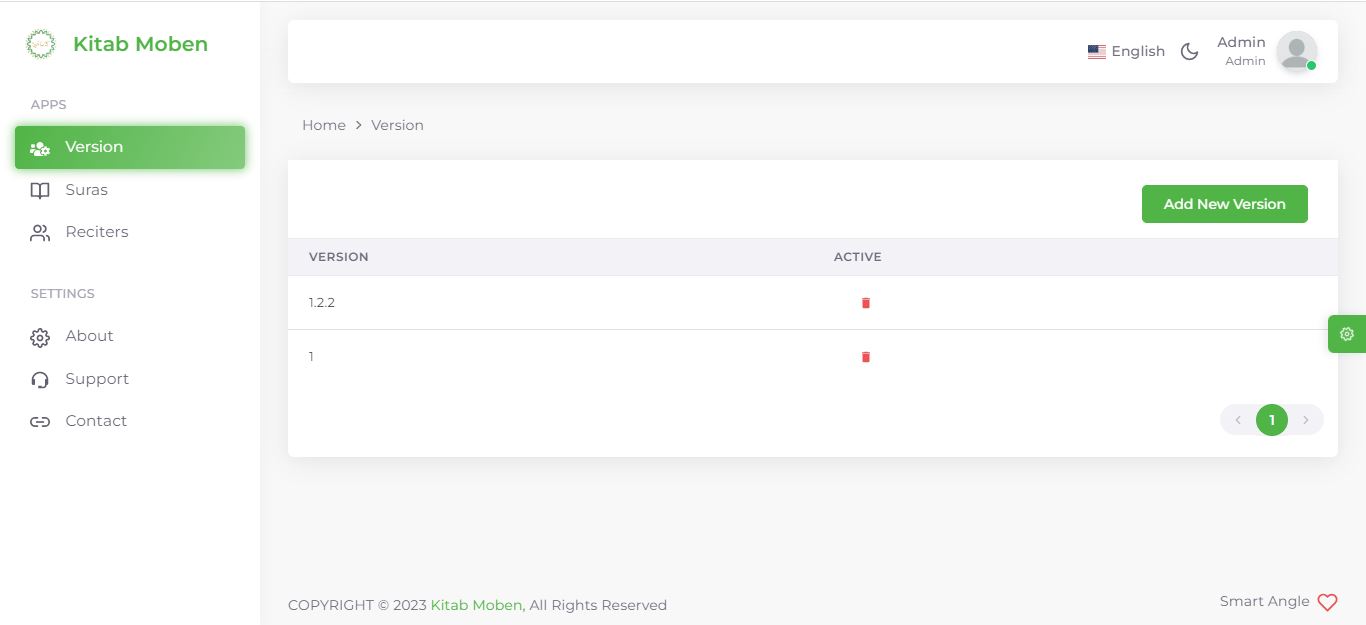 Kitab Moben
English
Admin
Admin
APPS
Version
Suras
Reciters
SETTINGS
About
Support
Contact
Home > Version
Add New Version
VERSION ACTIVE
1.2.2
1
< 1 >
COPYRIGHT © 2023 Kitab Moben, All Rights Reserved
Smart Angle